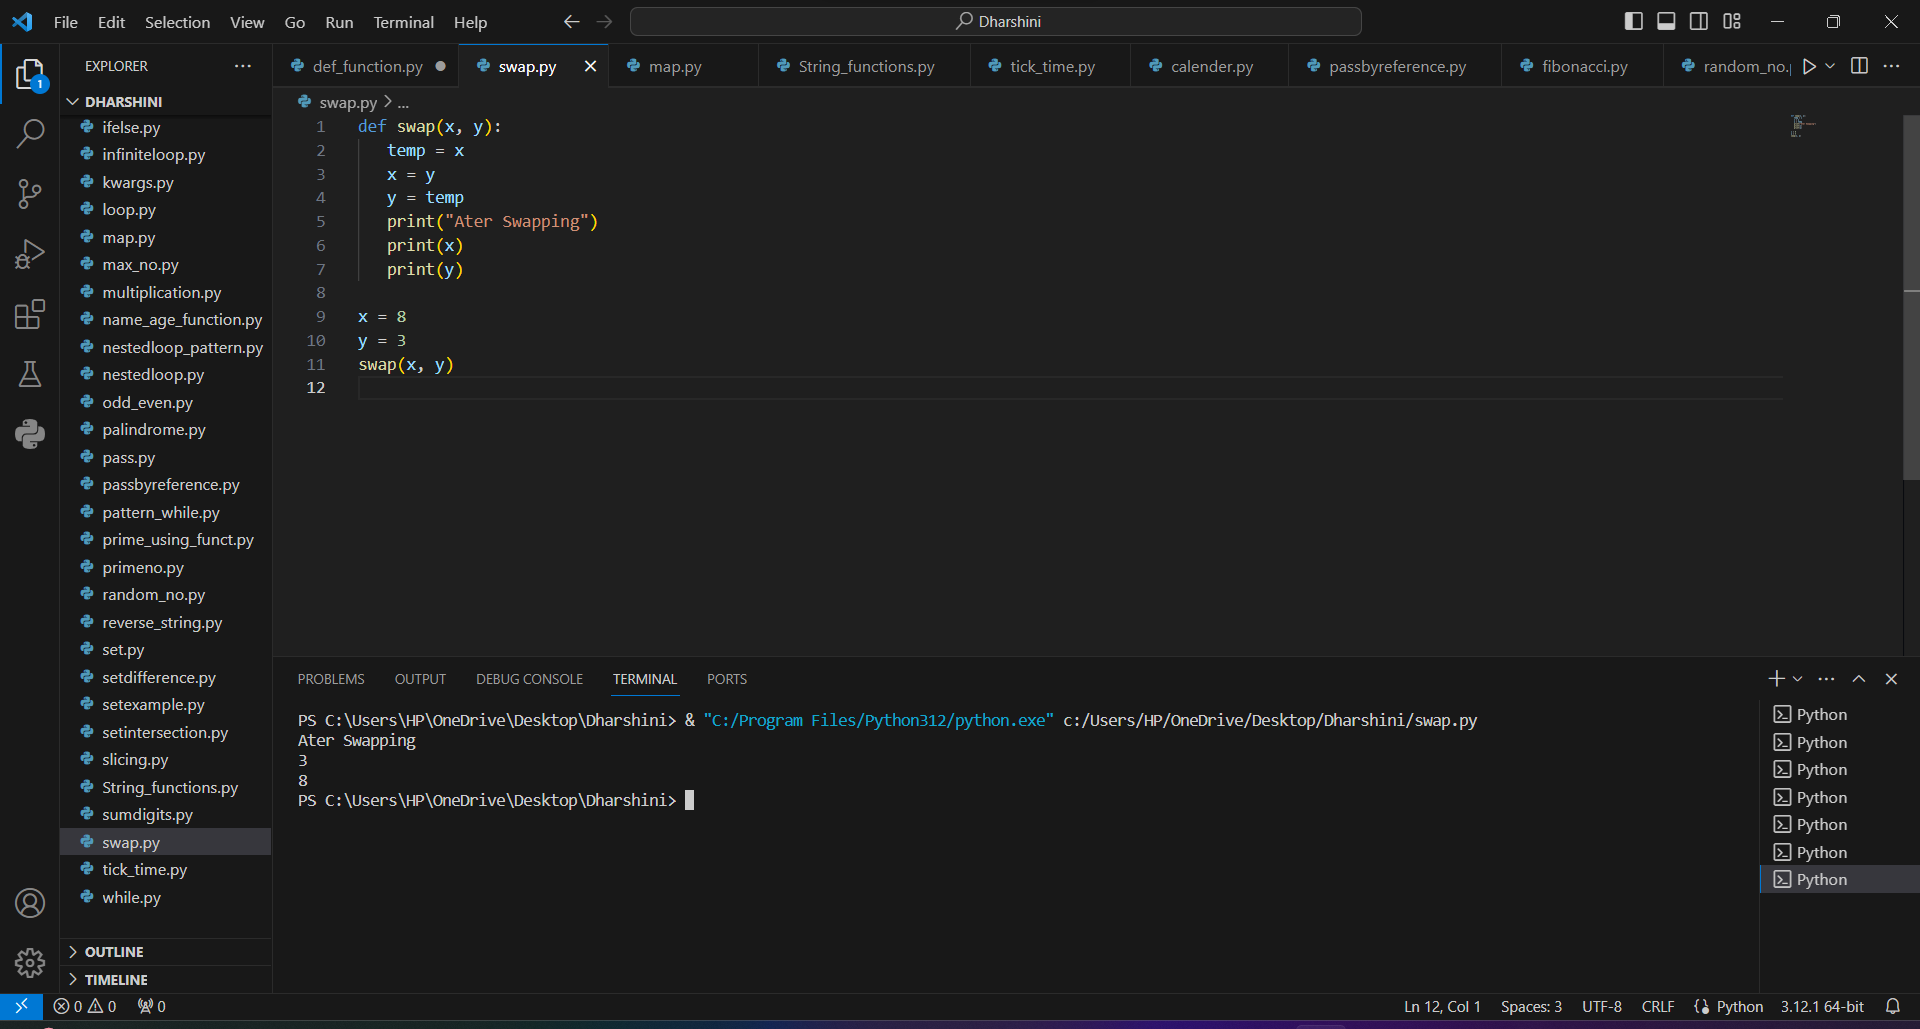 File Edit Selection View Go Run Terminal Help
Dharshini
EXPLORER
1
DHARSHINI
ifelse.py
infiniteloop.py
kwargs.py
loop.py
map.py
max_no.py
multiplication.py
name_age_function.py
nestedloop_pattern.py
nestedloop.py
odd_even.py
palindrome.py
pass.py
passbyreference.py
pattern_while.py
prime_using_funct.py
primeno.py
random_no.py
reverse_string.py
set.py
setdifference.py
setexample.py
setintersection.py
slicing.py
String_functions.py
sumdigits.py
swap.py
tick_time.py
while.py
OUTLINE
TIMELINE
def_function.py swap.py map.py String_functions.py tick_time.py calender.py passbyreference.py fibonacci.py random_no.
swap.py > ...
1 def swap(x, y):
2 temp = x
3 x = y
4 y = temp
5 print("Ater Swapping")
6 print(x)
7 print(y)
8
9 x = 8
10 y = 3
11 swap(x, y)
12
PROBLEMS OUTPUT DEBUG CONSOLE TERMINAL PORTS
PS C:\Users\HP\OneDrive\Desktop\Dharshini> & "C:/Program Files/Python312/python.exe" c:/Users/HP/OneDrive/Desktop/Dharshini/swap.py
Ater Swapping
3
8
PS C:\Users\HP\OneDrive\Desktop\Dharshini>
Python
Python
Python
Python
Python
Python
Python
0 0 0 Ln 12, Col 1 Spaces: 3 UTF-8 CRLF Python 3.12.1 64-bit